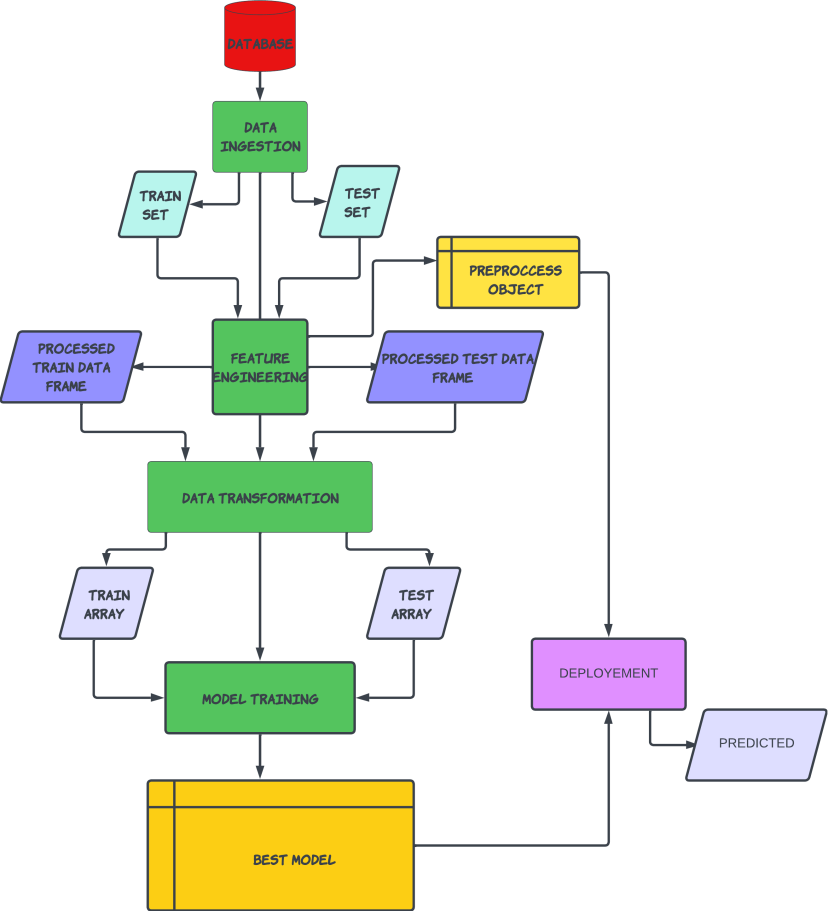 DATABASE
DATA
INGESTION
TRAIN
SET
TEST
SET
PREPROCCESS
OBJECT
FEATURE
ENGINEERING
PROCESSED
TRAIN DATA
FRAME
PROCESSED TEST DATA
FRAME
DATA TRANSFORMATION
TRAIN
ARRAY
TEST
ARRAY
DEPLOYEMENT
MODEL TRAINING
PREDICTED
BEST MODEL